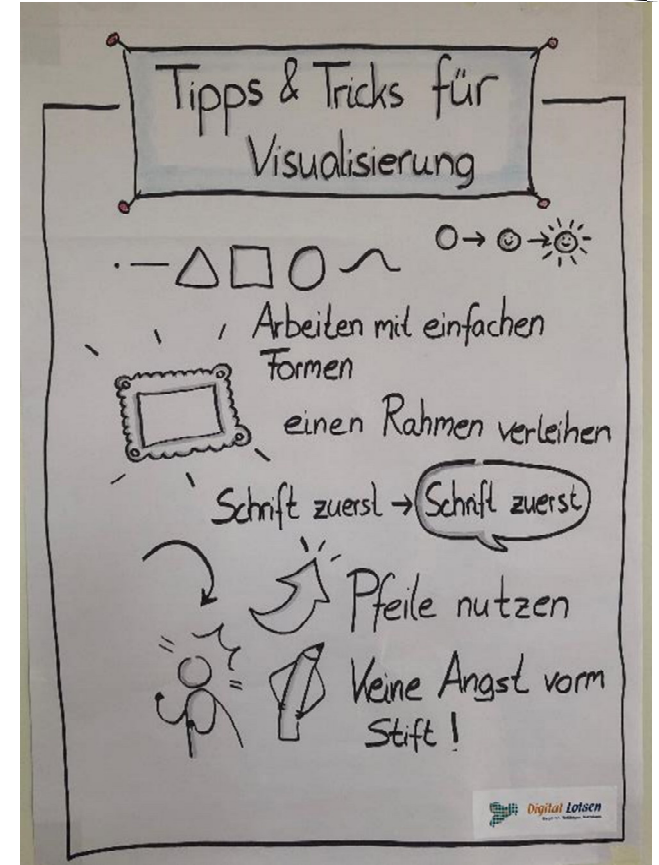 Tipps & Tricks für
Visualisierung
Arbeiten mit einfachen
Formen
einen Rahmen verleihen
Schrift zuerst → Schrift zuerst
Pfeile nutzen
Keine Angst vorm
Stift!
Digital Lotsen